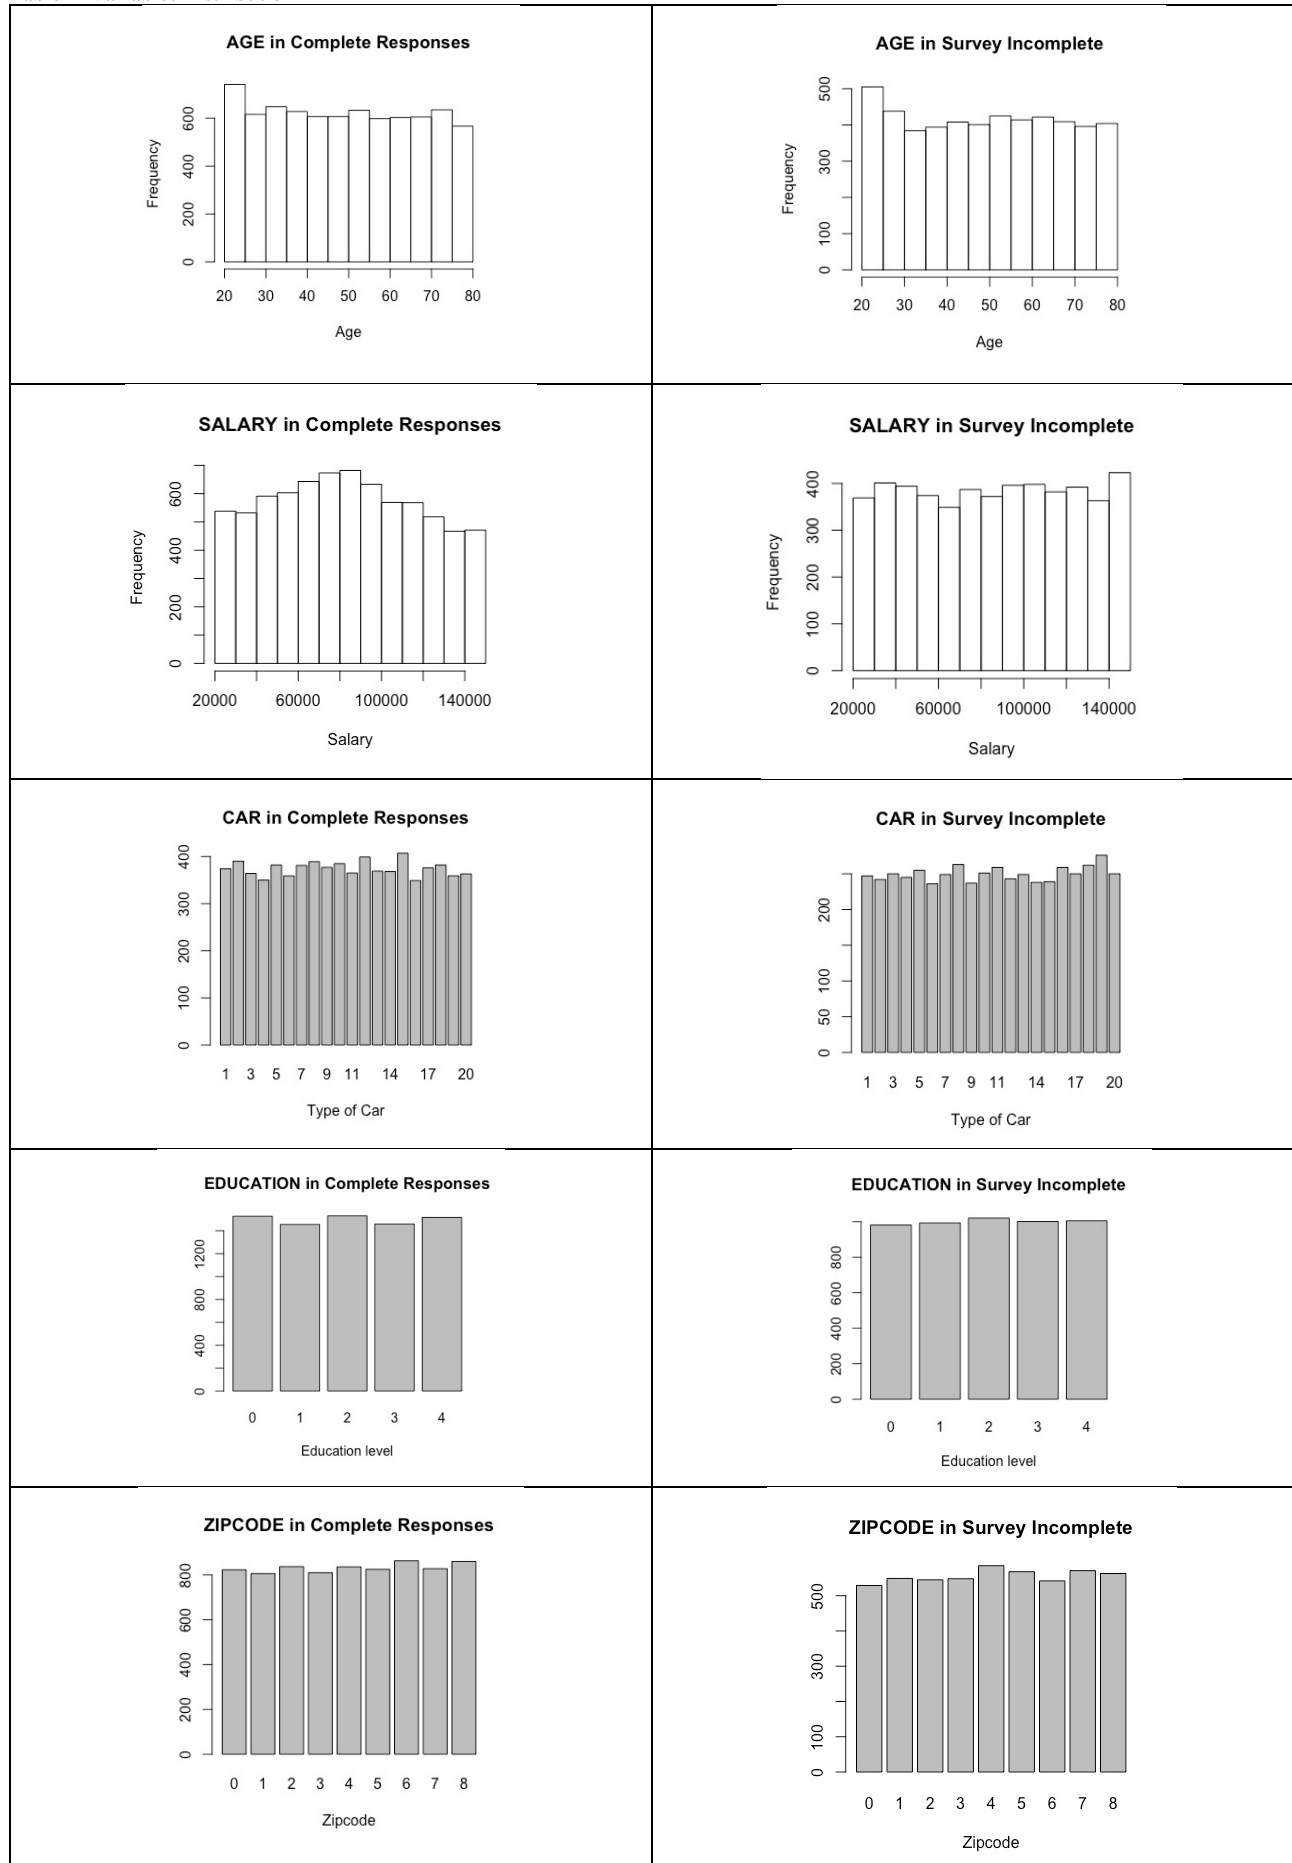 AGE in Complete Responses
Frequency
0 200 400 600
20 30 40 50 60 70 80
Age
AGE in Survey Incomplete
Frequency
0 100 300 500
20 30 40 50 60 70 80
Age
SALARY in Complete Responses
Frequency
0 200 400 600
20000 60000 100000 140000
Salary
SALARY in Survey Incomplete
Frequency
0 100 200 300 400
20000 60000 100000 140000
Salary
CAR in Complete Responses
0 100 200 300 400
1 3 5 7 9 11 14 17 20
Type of Car
CAR in Survey Incomplete
0 50 100 200
1 3 5 7 9 11 14 17 20
Type of Car
EDUCATION in Complete Responses
0 400 800 1200
0 1 2 3 4
Education level
EDUCATION in Survey Incomplete
0 200 400 600 800
0 1 2 3 4
Education level
ZIPCODE in Complete Responses
0 200 400 600 800
0 1 2 3 4 5 6 7 8
Zipcode
ZIPCODE in Survey Incomplete
0 100 300 500
0 1 2 3 4 5 6 7 8
Zipcode